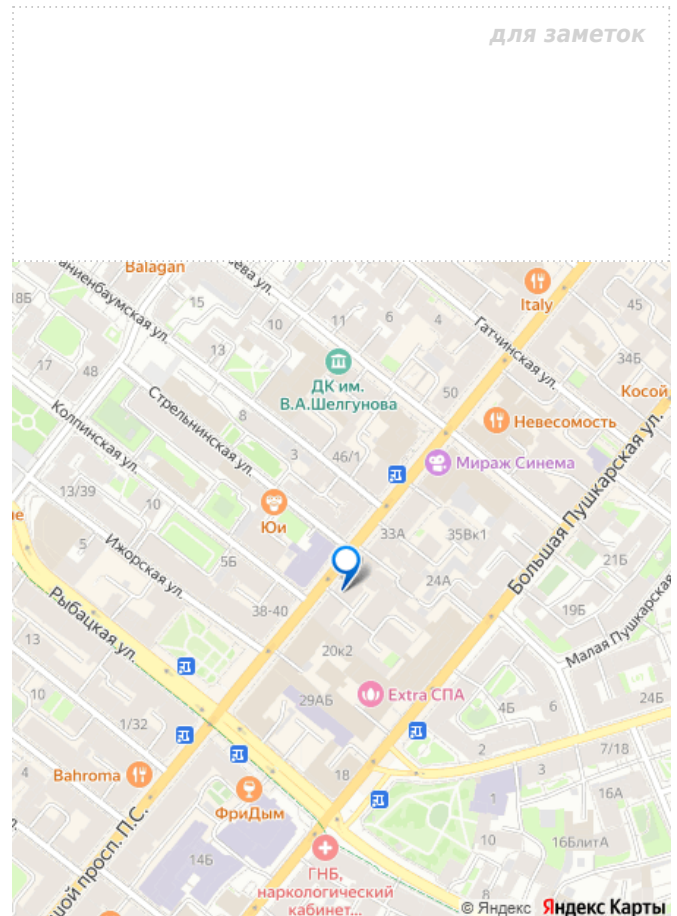 для заметок
Balagan
ева ул.
аниенбаумская ул.
18Б
15
10
11
6
4
Italy
45
Гатчинская ул.
13
17
48
ДК им.
В.А.Шелгунова
34Б
50
Косой
Стрельнинская ул.
8
Невесомость
Колпинская ул.
3
46/1
Мираж Синема
Большая Пушкарская ул.
13/39
10
Юи
33А
35Вк1
5
Ижорская ул.
5Б
24А
21Б
38-40
19Б
Рыбацкая ул.
13
20к2
Малая Пушкарская
10
29АБ
Extra СПА
4Б
6
24Б
1/32
2
7/18
4
Bahroma
18
3
16А
1
ФриДым
10
16БлитА
14Б
ГНБ,
наркологический
кабинет...
шой просп. П.С.
8
© Яндекс Яндекс Карты